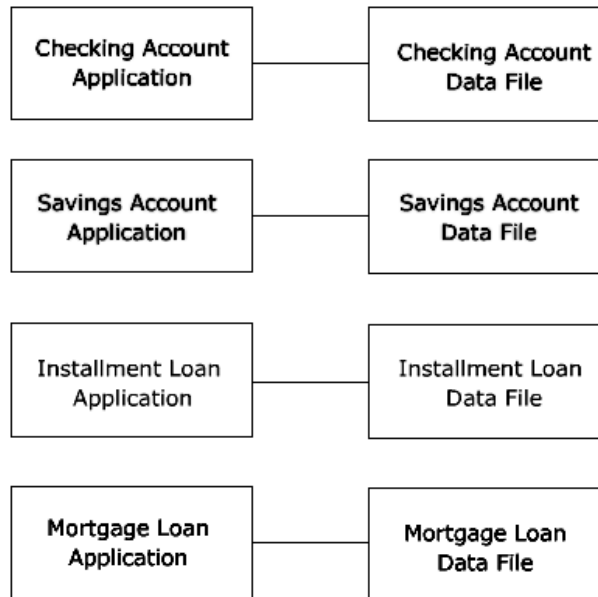 Checking Account
Application
Checking Account
Data File
Savings Account
Application
Savings Account
Data File
Installment Loan
Application
Installment Loan
Data File
Mortgage Loan
Application
Mortgage Loan
Data File